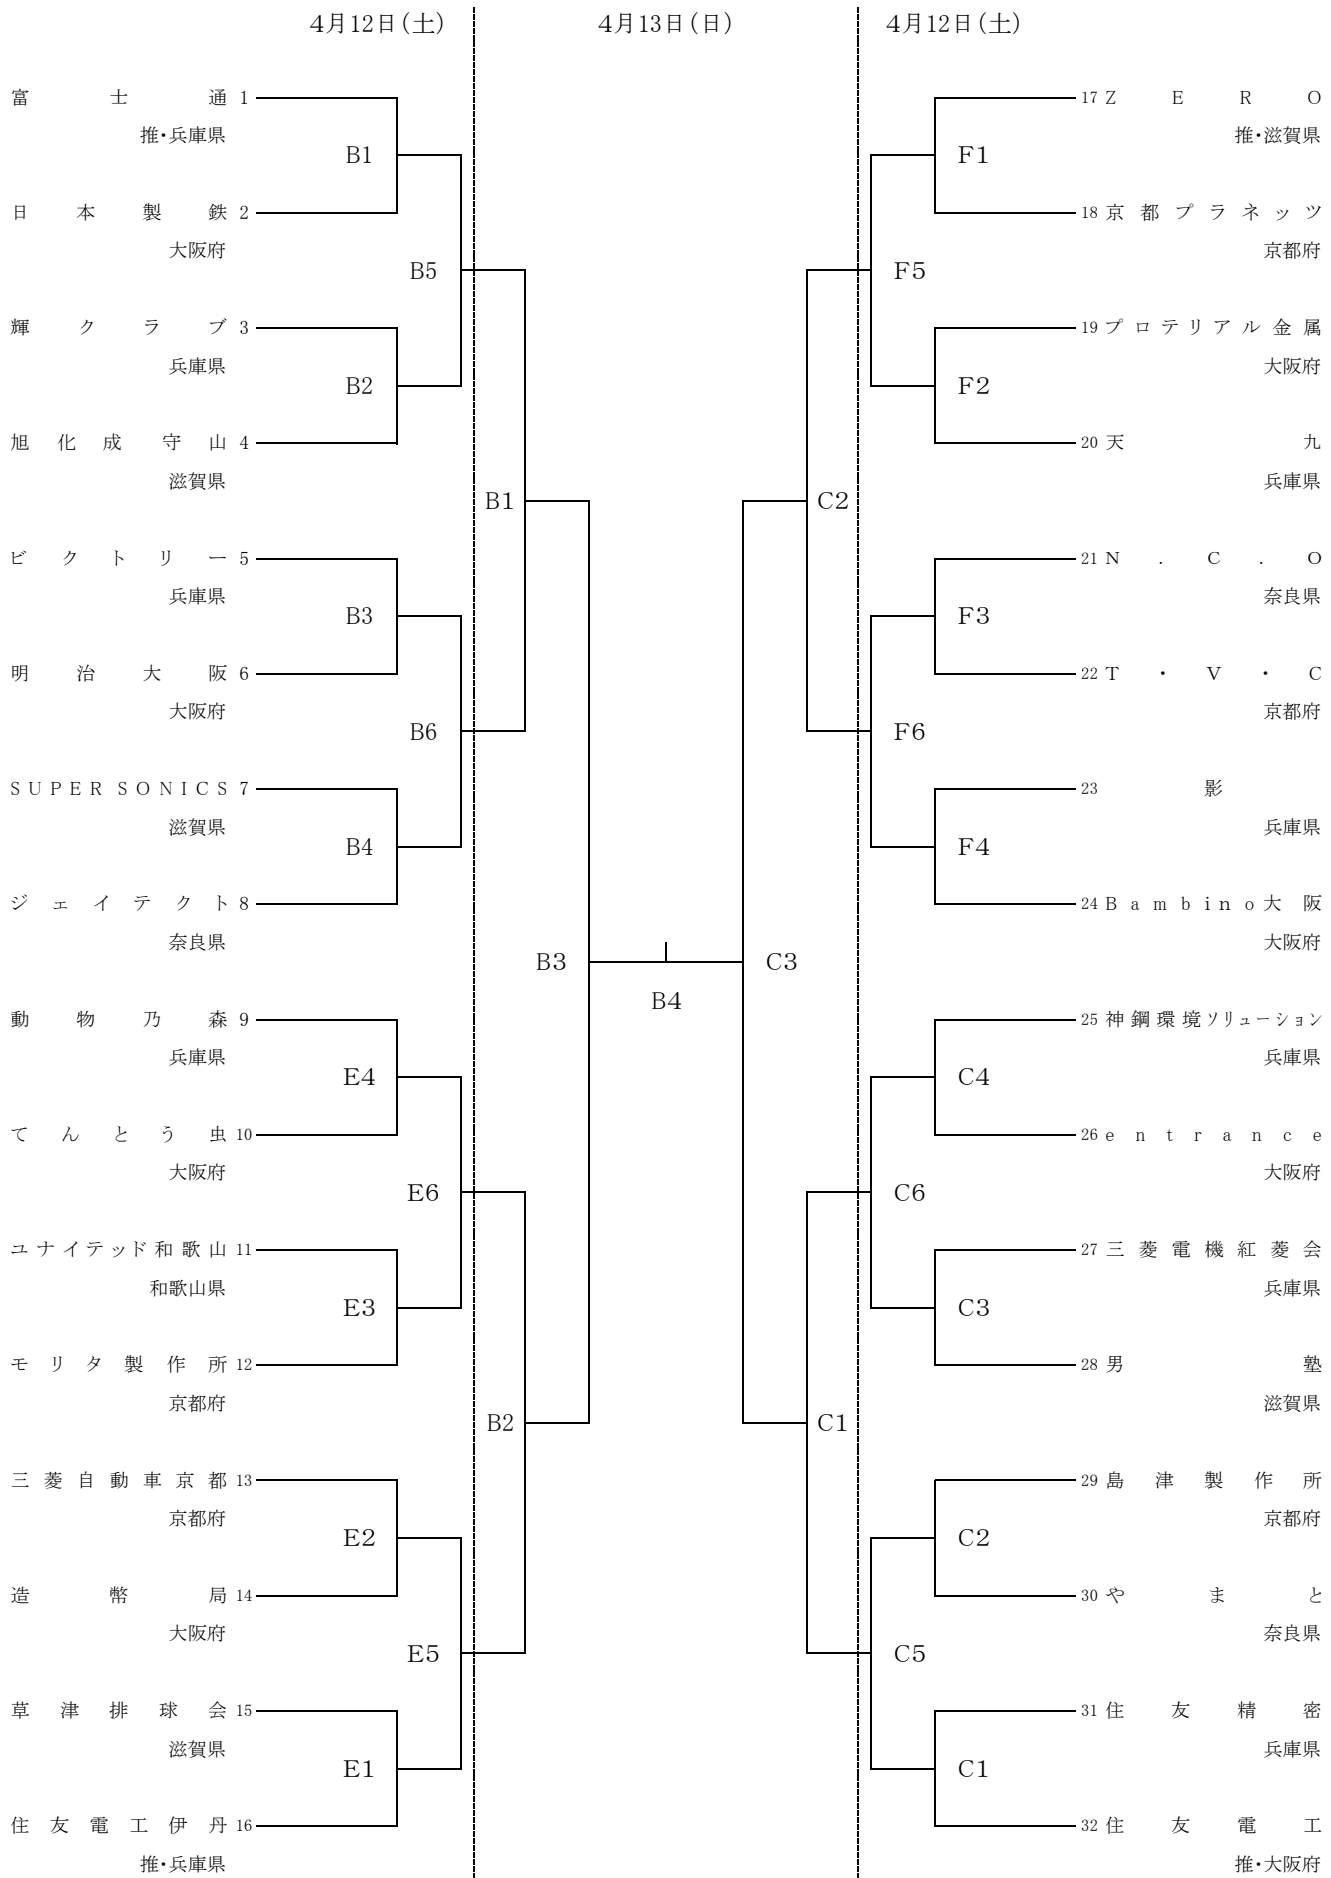 4月12日(土)
4月13日(日)
4月12日(土)
富士通 1
推・兵庫県
B1
日本製鉄 2
大阪府
B5
輝クラブ 3
兵庫県
B2
旭化成守山 4
滋賀県
B1
ビクトリー 5
兵庫県
B3
明治大阪 6
大阪府
B6
SUPER SONICS 7
滋賀県
B4
ジェイテクト 8
奈良県
B3
動物乃森 9
兵庫県
E4
てんとう虫 10
大阪府
E6
ユナイテッド和歌山 11
和歌山県
E3
モリタ製作所 12
京都府
B2
三菱自動車京都 13
京都府
E2
造幣局 14
大阪府
E5
草津排球会 15
滋賀県
E1
住友電工伊丹 16
推・兵庫県
B4
17 ZERO
推・滋賀県
F1
18 京都プラネッツ
京都府
F5
19 プロテリアル金属
大阪府
F2
20 天九
兵庫県
C2
21 N.C.O
奈良県
F3
22 T・V・C
京都府
F6
23 影
兵庫県
F4
24 Bambino大阪
大阪府
C3
25 神鋼環境ソリューション
兵庫県
C4
26 entrance
大阪府
C6
27 三菱電機紅菱会
兵庫県
C3
28 男塾
滋賀県
C1
29 島津製作所
京都府
C2
30 やまと
奈良県
C5
31 住友精密
兵庫県
C1
32 住友電工
推・大阪府